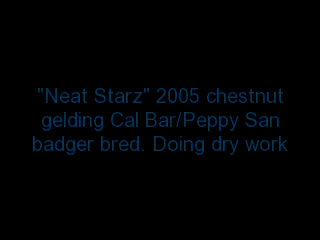 "Neat Starz" 2005 chestnut
gelding Cal Bar/Peppy San
badger bred. Doing dry work